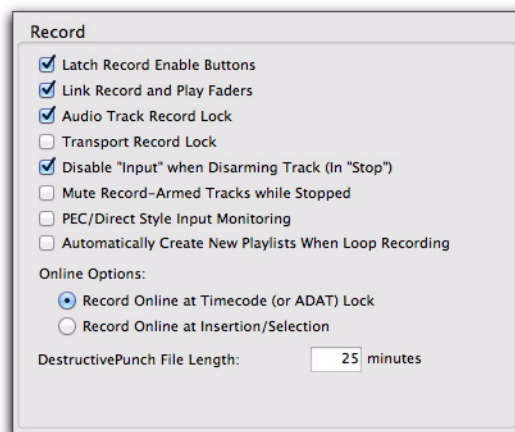 Record
Latch Record Enable Buttons
Link Record and Play Faders
Audio Track Record Lock
Transport Record Lock
Disable "Input" when Disarming Track (In "Stop")
Mute Record-Armed Tracks while Stopped
PEC/Direct Style Input Monitoring
Automatically Create New Playlists When Loop Recording
Online Options:
Record Online at Timecode (or ADAT) Lock
Record Online at Insertion/Selection
DestructivePunch File Length: 25 minutes